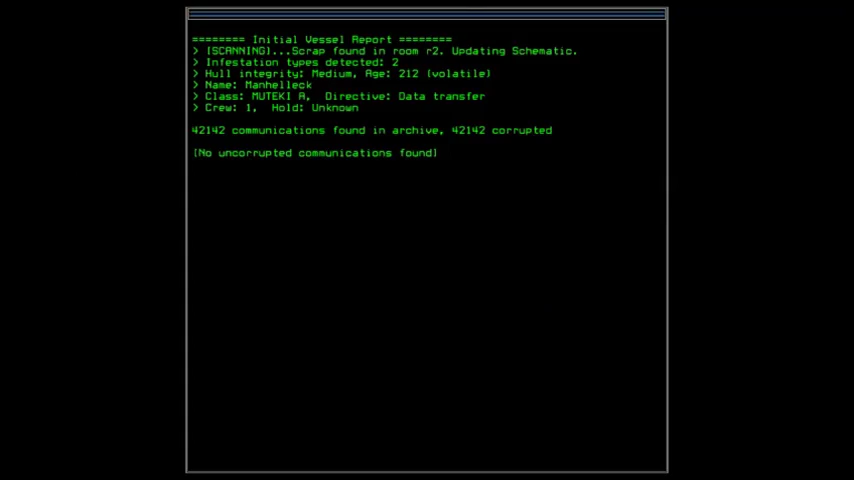 ======== Initial Vessel Report ========
> [SCANNING]...Scrap found in room r2. Updating Schematic.
> Infestation types detected: 2
> Hull integrity: Medium, Age: 212 (volatile)
> Name: Manhelleck
> Class: MUTEKI A,  Directive: Data transfer
> Crew: 1,  Hold: Unknown
42142 communications found in archive, 42142 corrupted
[No uncorrupted communications found]